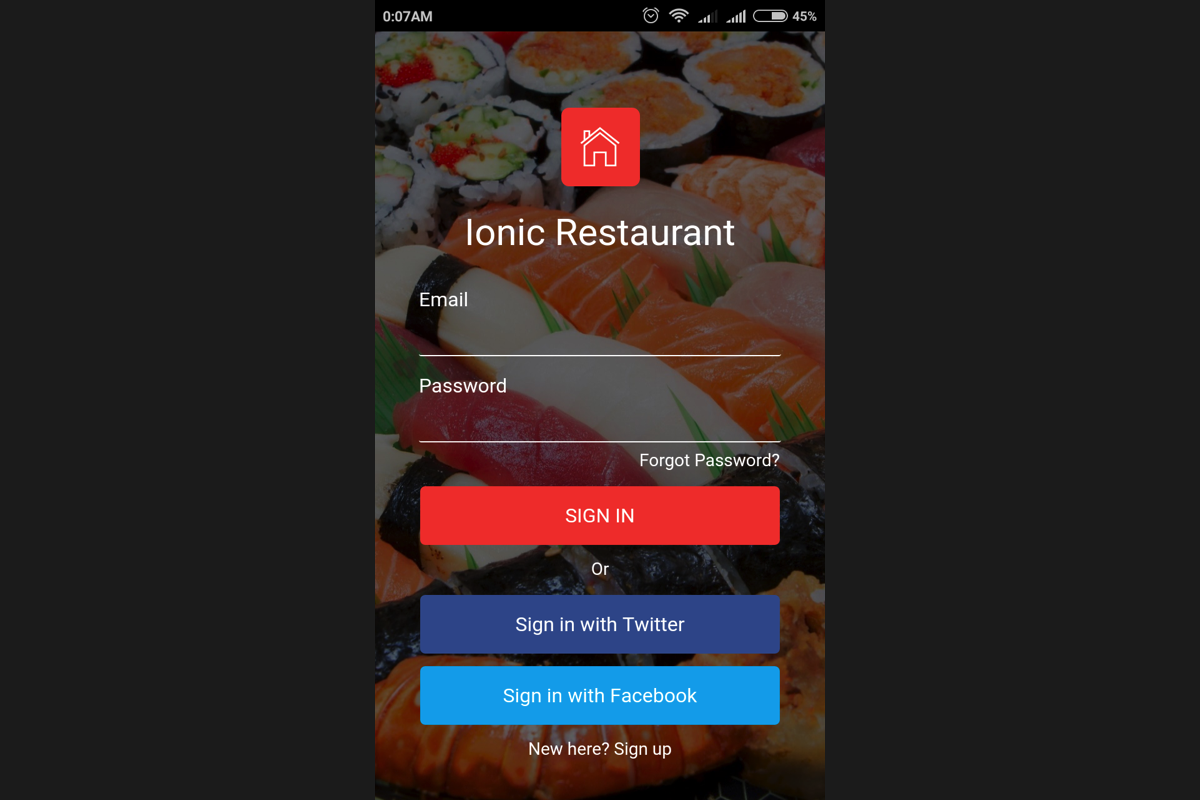 0:07AM 45%
Ionic Restaurant
Email
Password
Forgot Password?
SIGN IN
Or
Sign in with Twitter
Sign in with Facebook
New here? Sign up